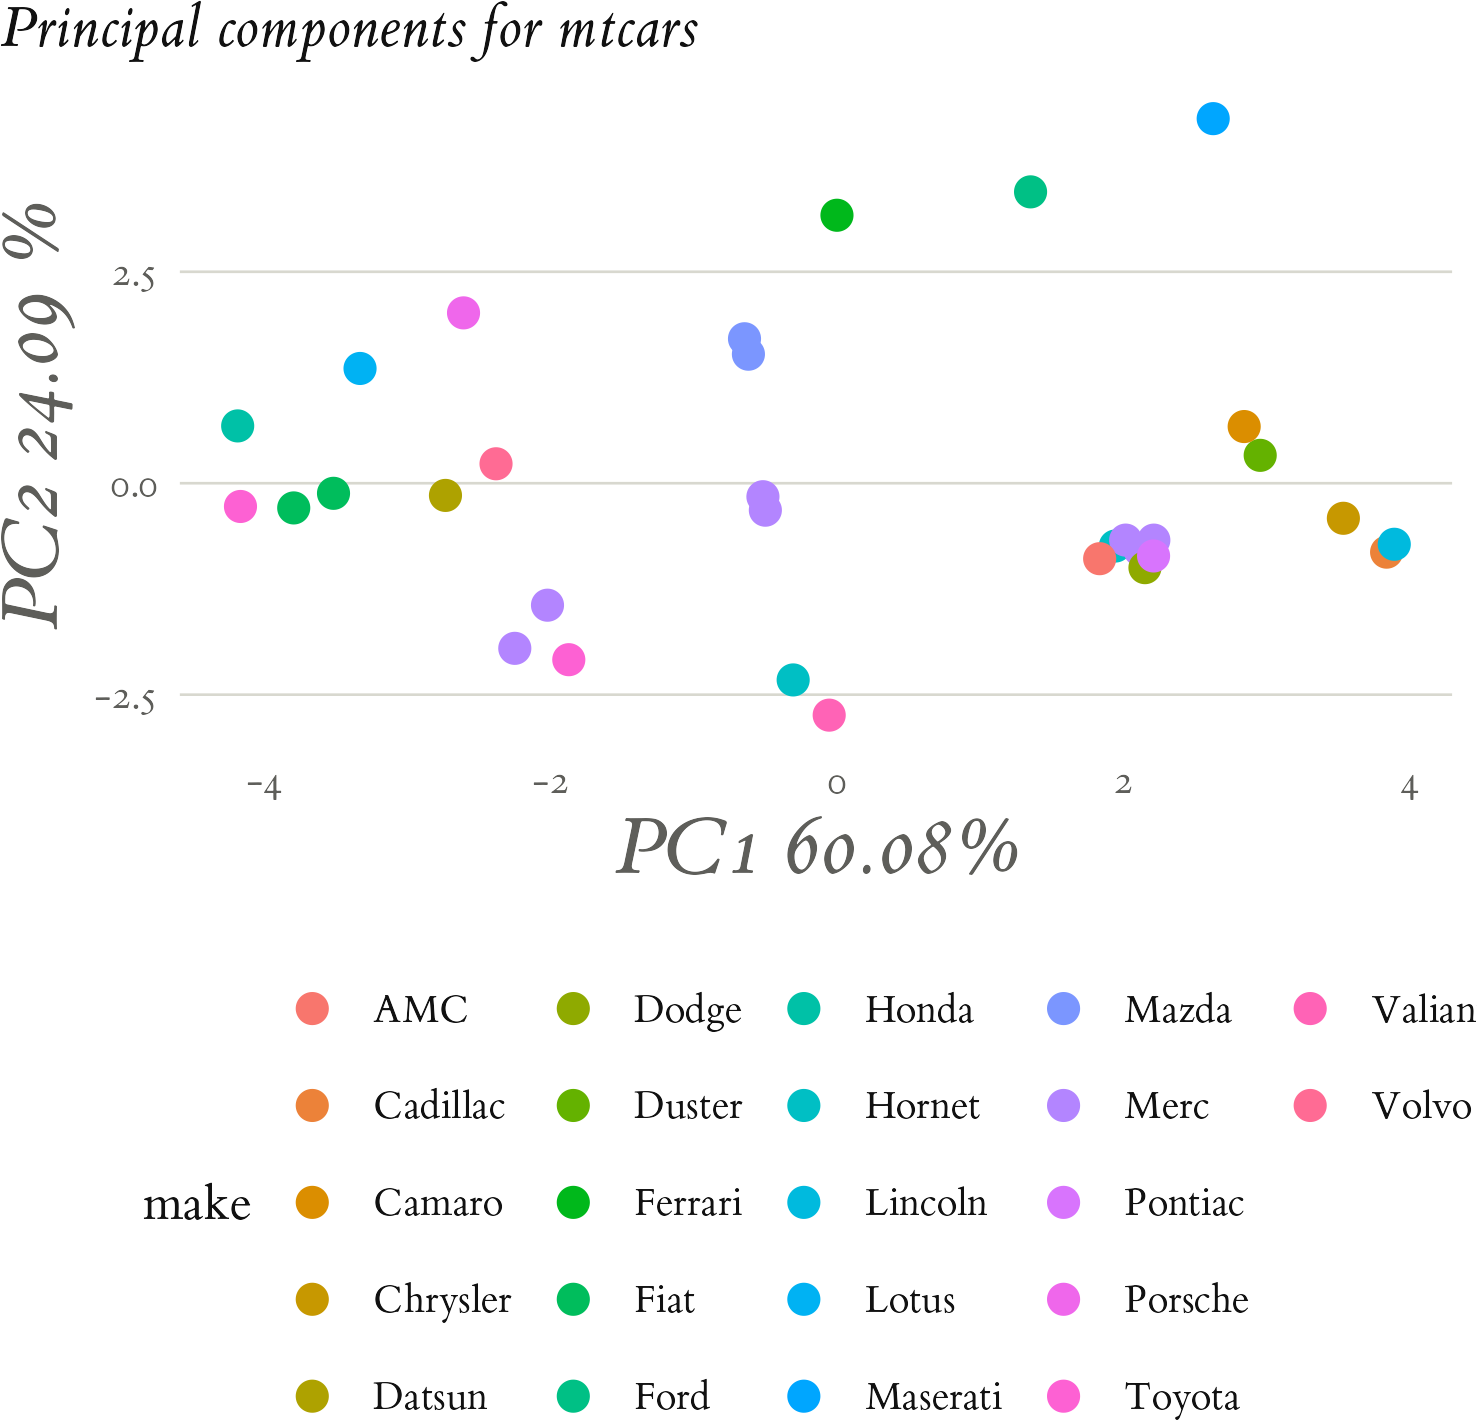 Principal components for mtcars
PC2 24.09 %
2.5
0.0
-2.5
-4 -2 0 2 4
PC1 60.08%
make
AMC Dodge Honda Mazda Valian
Cadillac Duster Hornet Merc Volvo
Camaro Ferrari Lincoln Pontiac
Chrysler Fiat Lotus Porsche
Datsun Ford Maserati Toyota